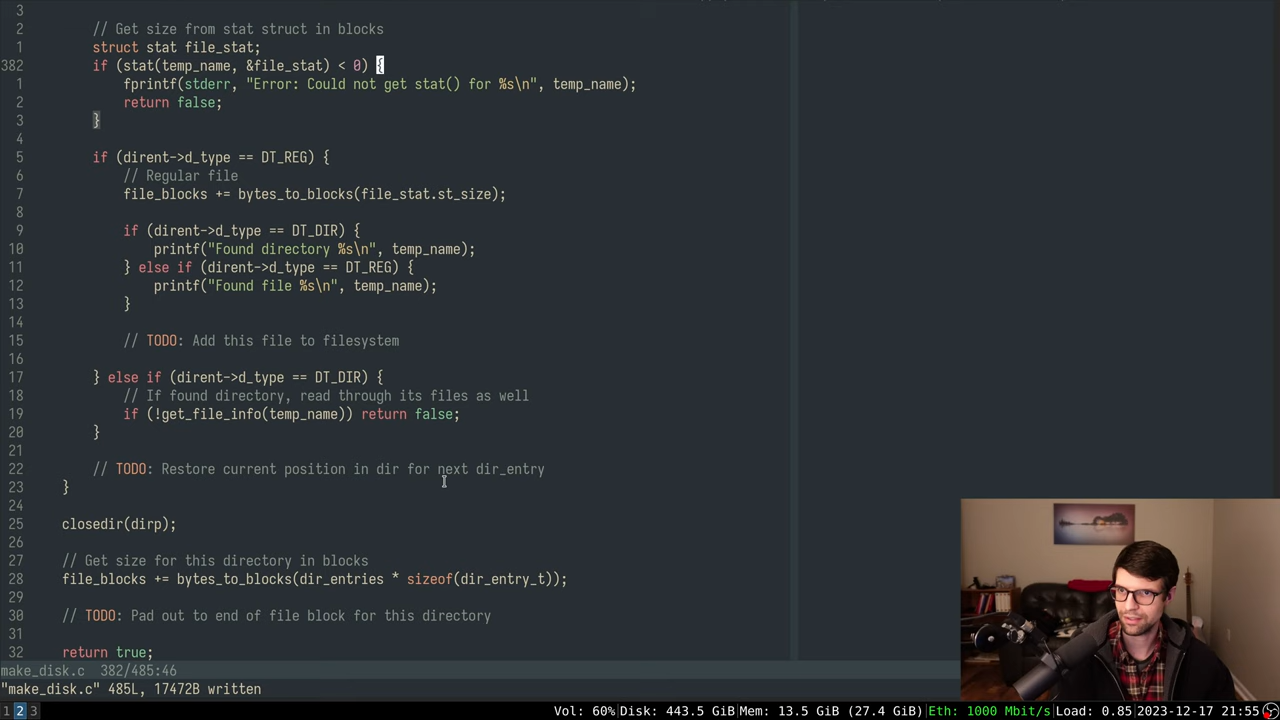 3
2 // Get size from stat struct in blocks
1 struct stat file_stat;
382 if (stat(temp_name, &file_stat) < 0) {
1 fprintf(stderr, "Error: Could not get stat() for %s\n", temp_name);
2 return false;
3 }
4
5 if (dirent->d_type == DT_REG) {
6 // Regular file
7 file_blocks += bytes_to_blocks(file_stat.st_size);
8
9 if (dirent->d_type == DT_DIR) {
10 printf("Found directory %s\n", temp_name);
11 } else if (dirent->d_type == DT_REG) {
12 printf("Found file %s\n", temp_name);
13 }
14
15 // TODO: Add this file to filesystem
16
17 } else if (dirent->d_type == DT_DIR) {
18 // If found directory, read through its files as well
19 if (!get_file_info(temp_name)) return false;
20 }
21
22 // TODO: Restore current position in dir for next dir_entry
23 }
24
25 closedir(dirp);
26
27 // Get size for this directory in blocks
28 file_blocks += bytes_to_blocks(dir_entries * sizeof(dir_entry_t));
29
30 // TODO: Pad out to end of file block for this directory
31
32 return true;
make_disk.c 382/485:46
"make_disk.c" 485L, 17472B written
1 2 3 Vol: 60% Disk: 443.5 GiB Mem: 13.5 GiB (27.4 GiB) Eth: 1000 Mbit/s Load: 0.85 2023-12-17 21:55